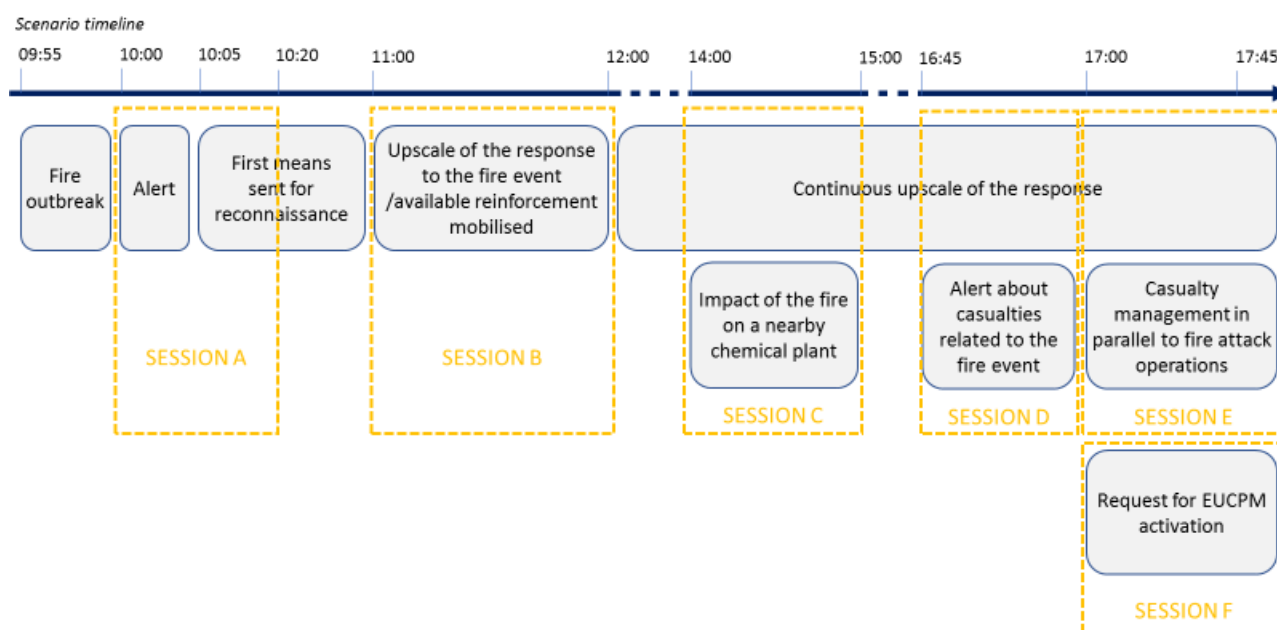 Scenario timeline
09:55
10:00
10:05
10:20
11:00
12:00
14:00
15:00
16:45
17:00
17:45
Fire
outbreak
Alert
First means
sent for
reconnaissance
Upscale of the response
to the fire event
/available reinforcement
mobilised
Continuous upscale of the response
Impact of the fire
on a nearby
chemical plant
Alert about
casualties
related to the
fire event
Casualty
management in
parallel to fire attack
operations
SESSION A
SESSION B
SESSION C
SESSION D
SESSION E
Request for EUCPM
activation
SESSION F